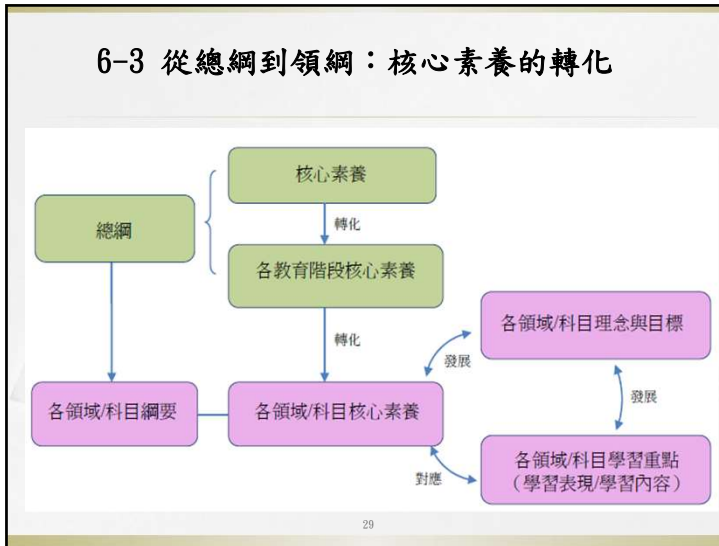 6-3 從總綱到領綱：核心素養的轉化
核心素養
轉化
總綱
各教育階段核心素養
轉化
各領域/科目理念與目標
發展
發展
各領域/科目綱要
各領域/科目核心素養
各領域/科目學習重點
（學習表現/學習內容）
對應
29